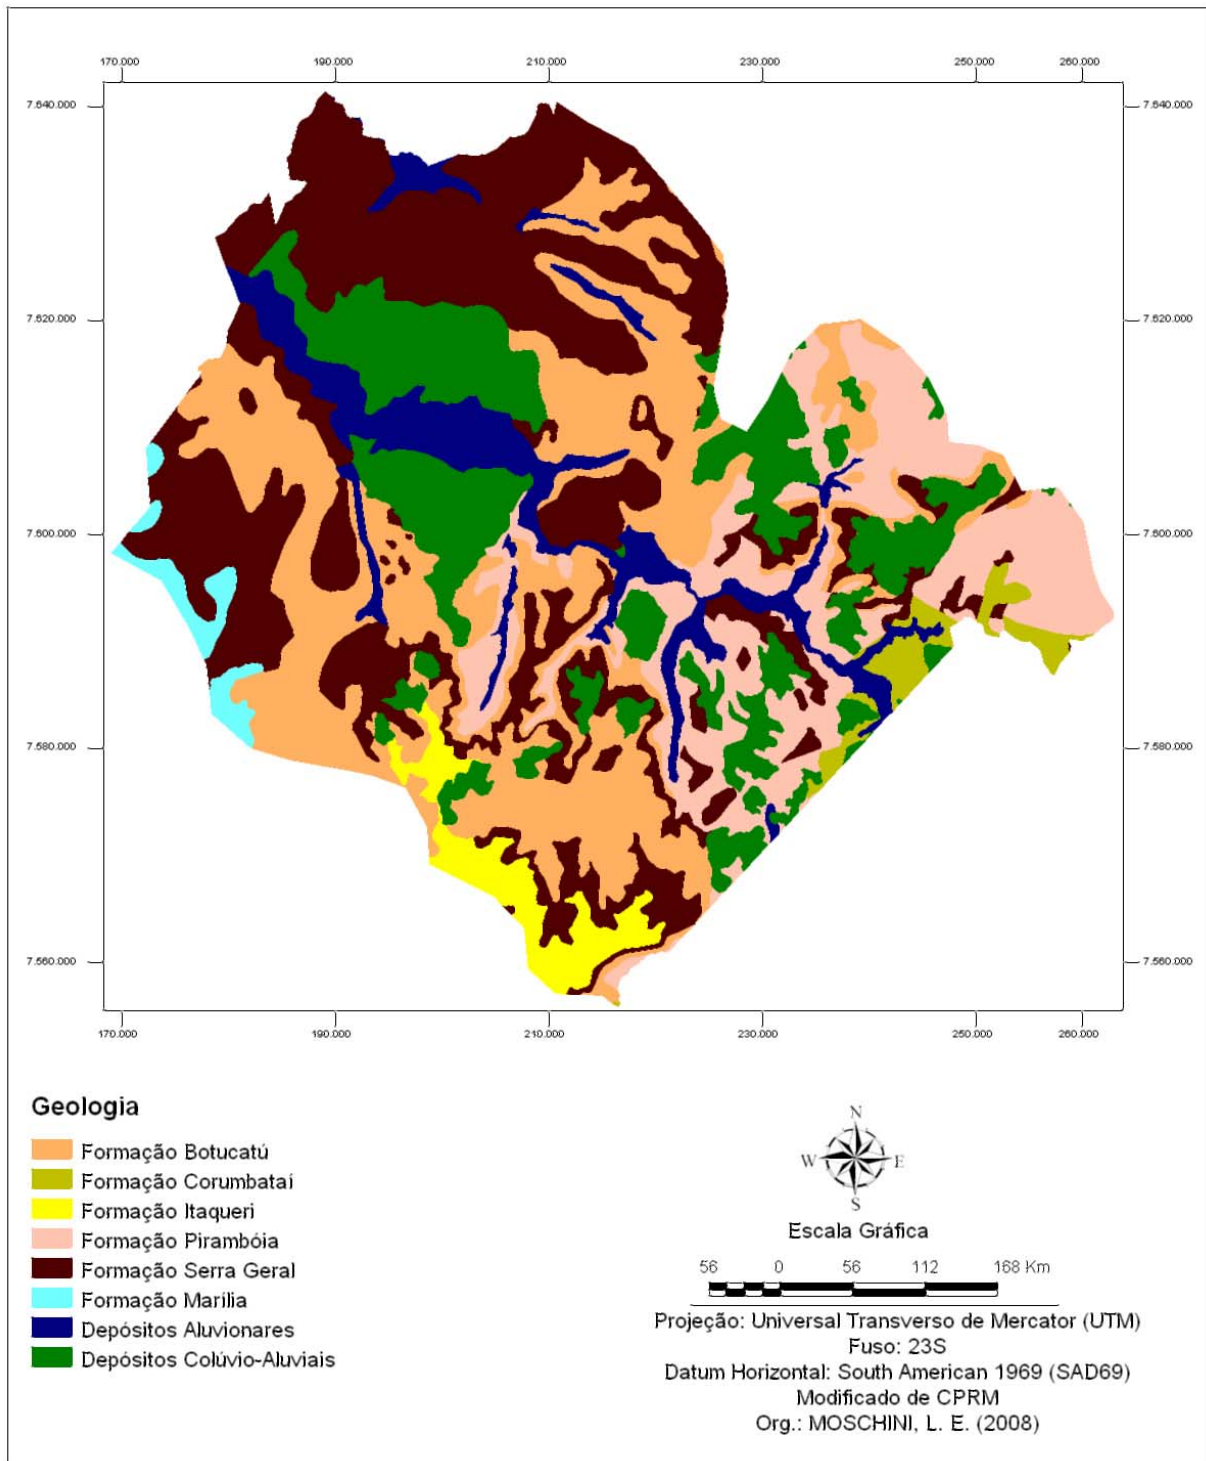 170.000 190.000 210.000 230.000 250.000 260.000
7.640.000 7.640.000
7.620.000 7.620.000
7.600.000 7.600.000
7.580.000 7.580.000
7.560.000 7.560.000
170.000 190.000 210.000 230.000 250.000 260.000
Geologia
Formação Botucatú
Formação Corumbataí
Formação Itaqueri
Formação Pirambóia
Formação Serra Geral
Formação Marília
Depósitos Aluvionares
Depósitos Colúvio-Aluviais
N
W E
S
Escala Gráfica
56 0 56 112 168 Km
Projeção: Universal Transverso de Mercator (UTM)
Fuso: 23S
Datum Horizontal: South American 1969 (SAD69)
Modificado de CPRM
Org.: MOSCHINI, L. E. (2008)